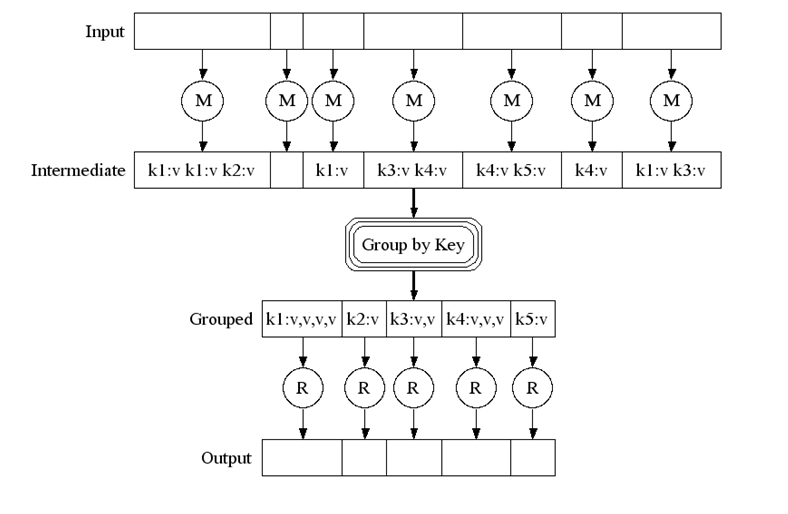 Input
M M M M M M M
Intermediate k1:v k1:v k2:v k1:v k3:v k4:v k4:v k5:v k4:v k1:v k3:v
Group by Key
Grouped k1:v,v,v,v k2:v k3:v,v k4:v,v,v k5:v
R R R R R
Output